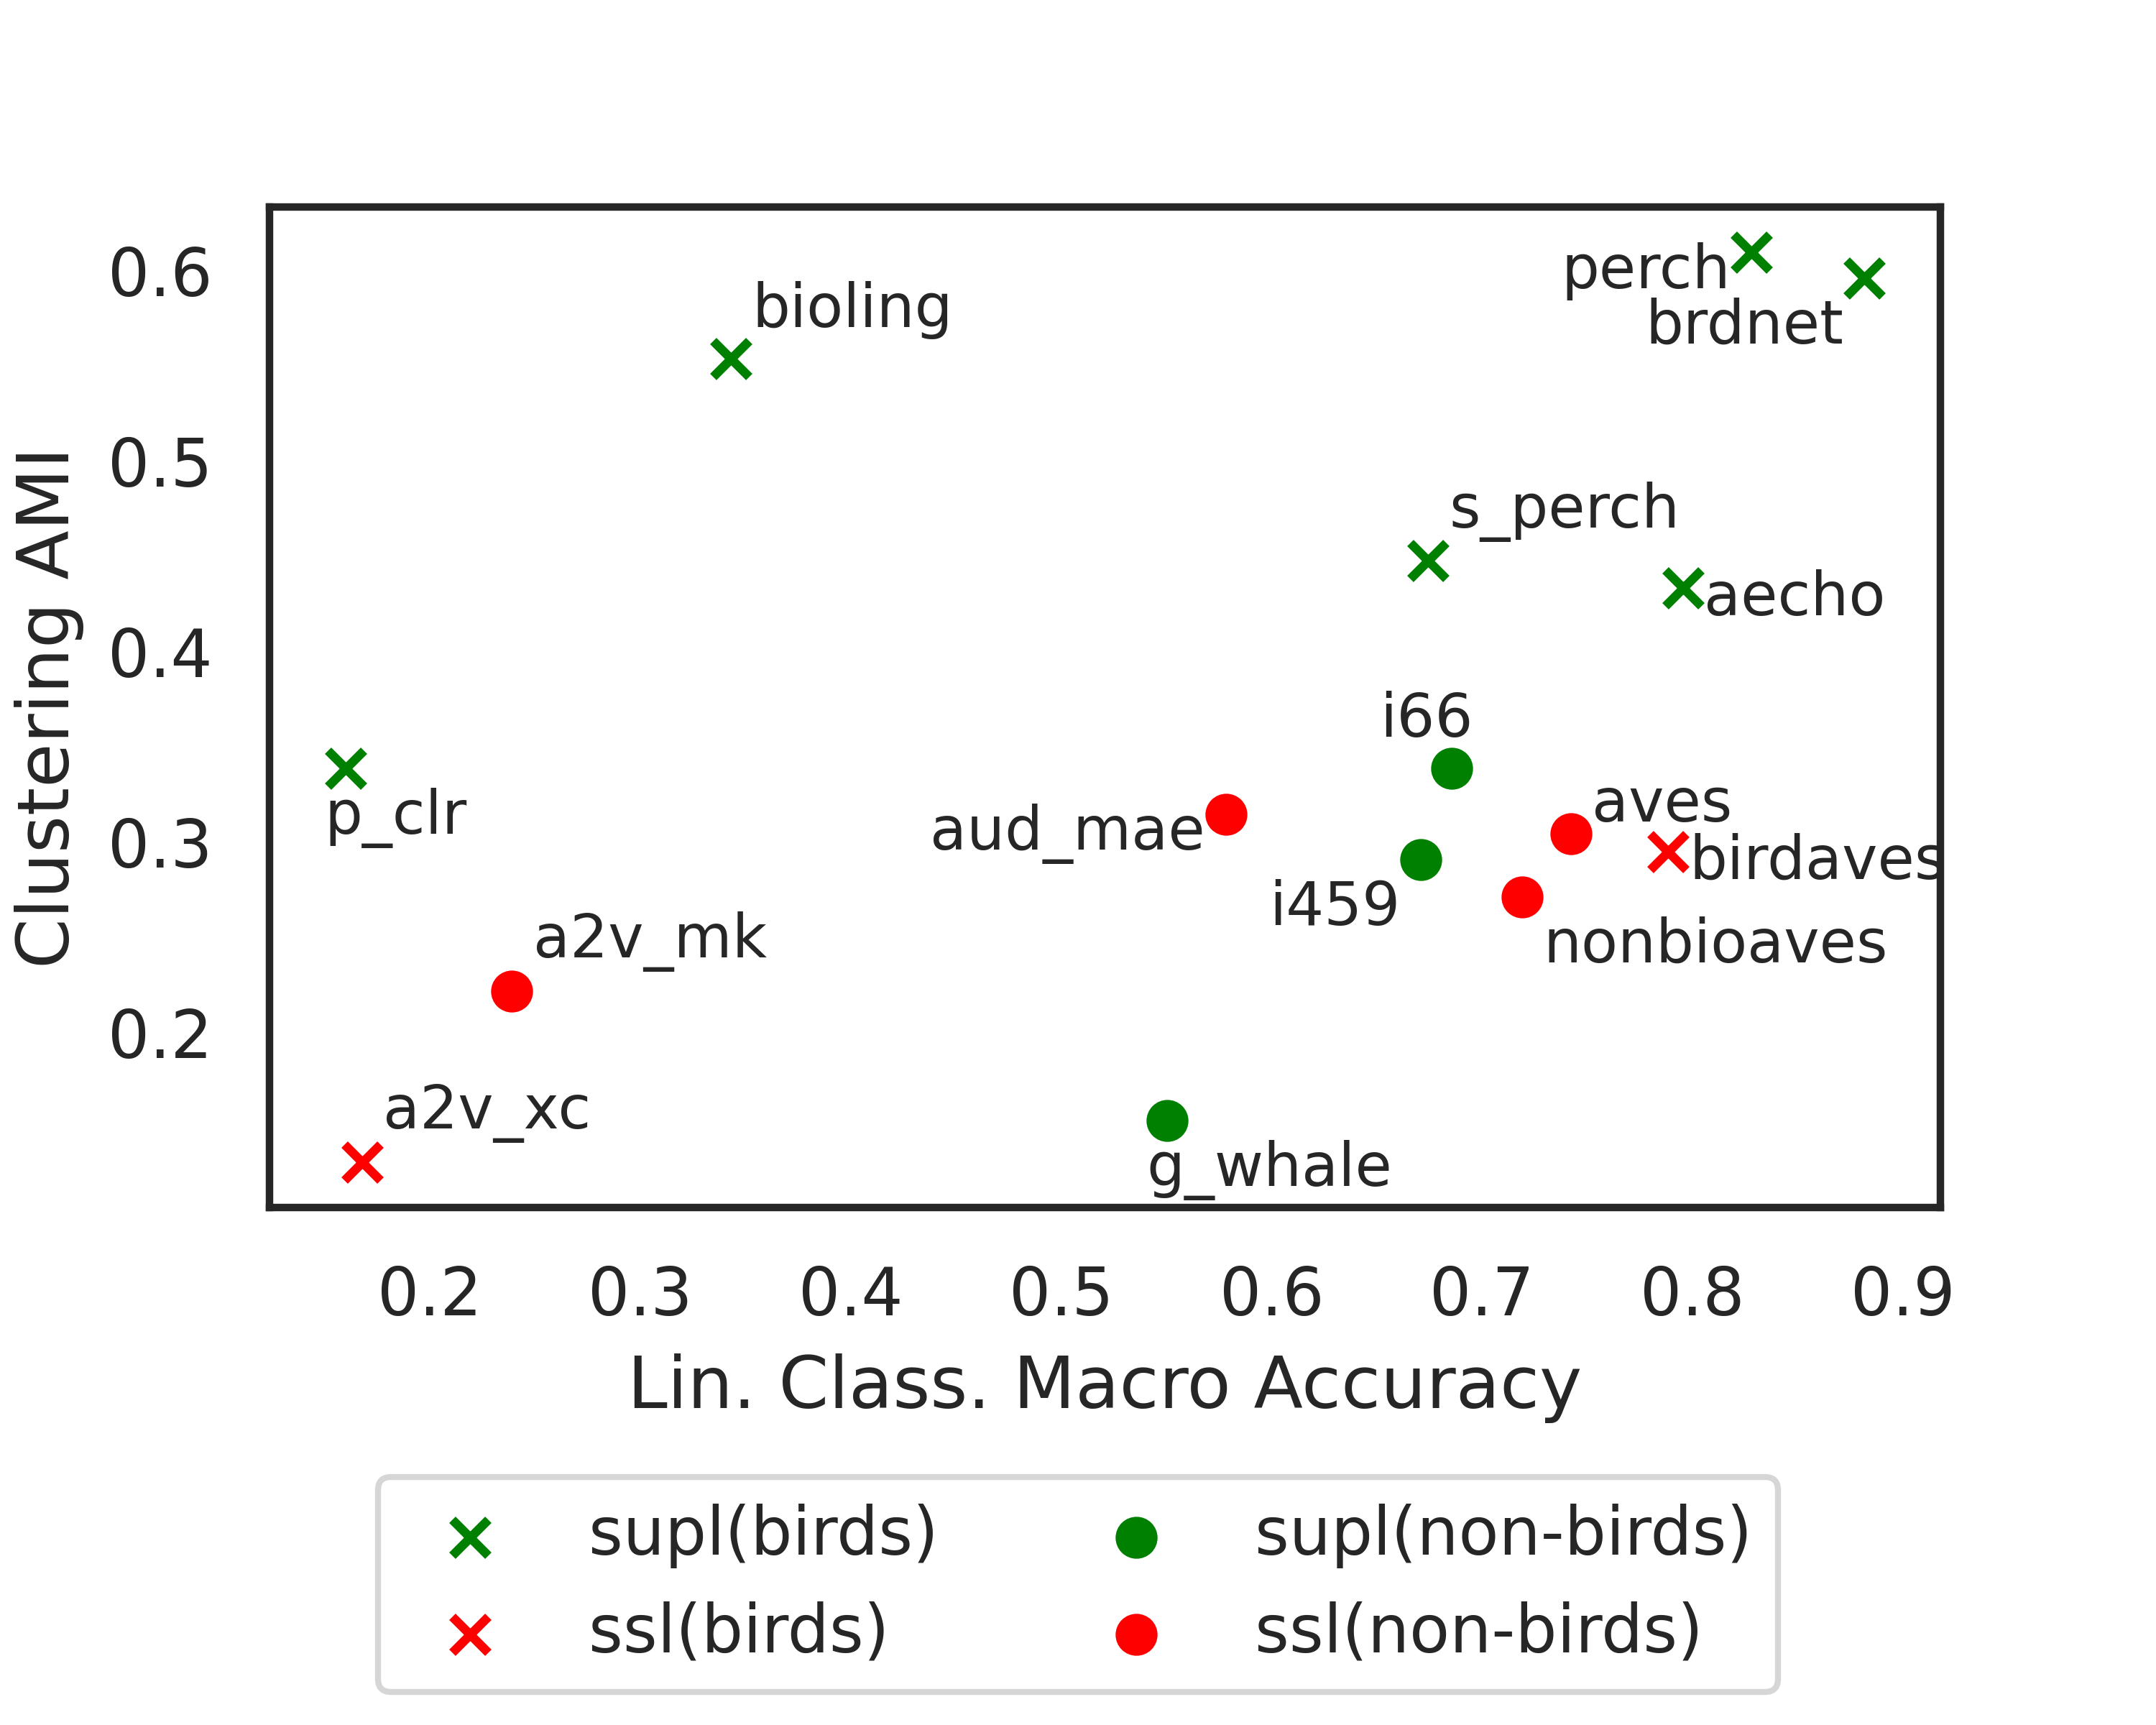 0.6
perch
bioling
brdnet
0.5
s_perch
aecho
0.4
i66
aves
p_clr
aud_mae
0.3
birdaves
i459
a2v_mk
nonbioaves
0.2
a2v_xc
g_whale
Clustering AMI
0.2 0.3 0.4 0.5 0.6 0.7 0.8 0.9
Lin. Class. Macro Accuracy
supl(birds) supl(non-birds)
ssl(birds) ssl(non-birds)